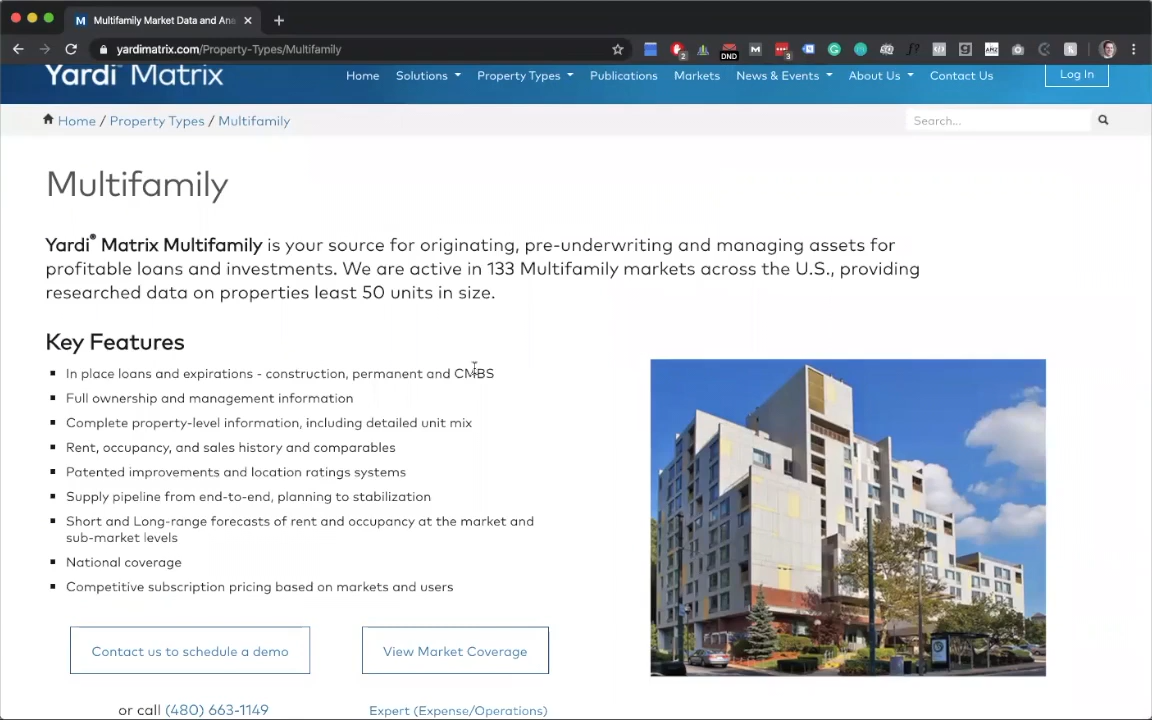 Multifamily Market Data and Ana
yardimatrix.com/Property-Types/Multifamily
DND
3
2
Yardi Matrix
Home Solutions Property Types Publications Markets News & Events About Us Contact Us Log In
Home / Property Types / Multifamily
Search...
Multifamily
Yardi® Matrix Multifamily is your source for originating, pre-underwriting and managing assets for
profitable loans and investments. We are active in 133 Multifamily markets across the U.S., providing
researched data on properties least 50 units in size.
Key Features
In place loans and expirations - construction, permanent and CMBS
Full ownership and management information
Complete property-level information, including detailed unit mix
Rent, occupancy, and sales history and comparables
Patented improvements and location ratings systems
Supply pipeline from end-to-end, planning to stabilization
Short and Long-range forecasts of rent and occupancy at the market and
sub-market levels
National coverage
Competitive subscription pricing based on markets and users
Contact us to schedule a demo
View Market Coverage
or call (480) 663-1149
Expert (Expense/Operations)